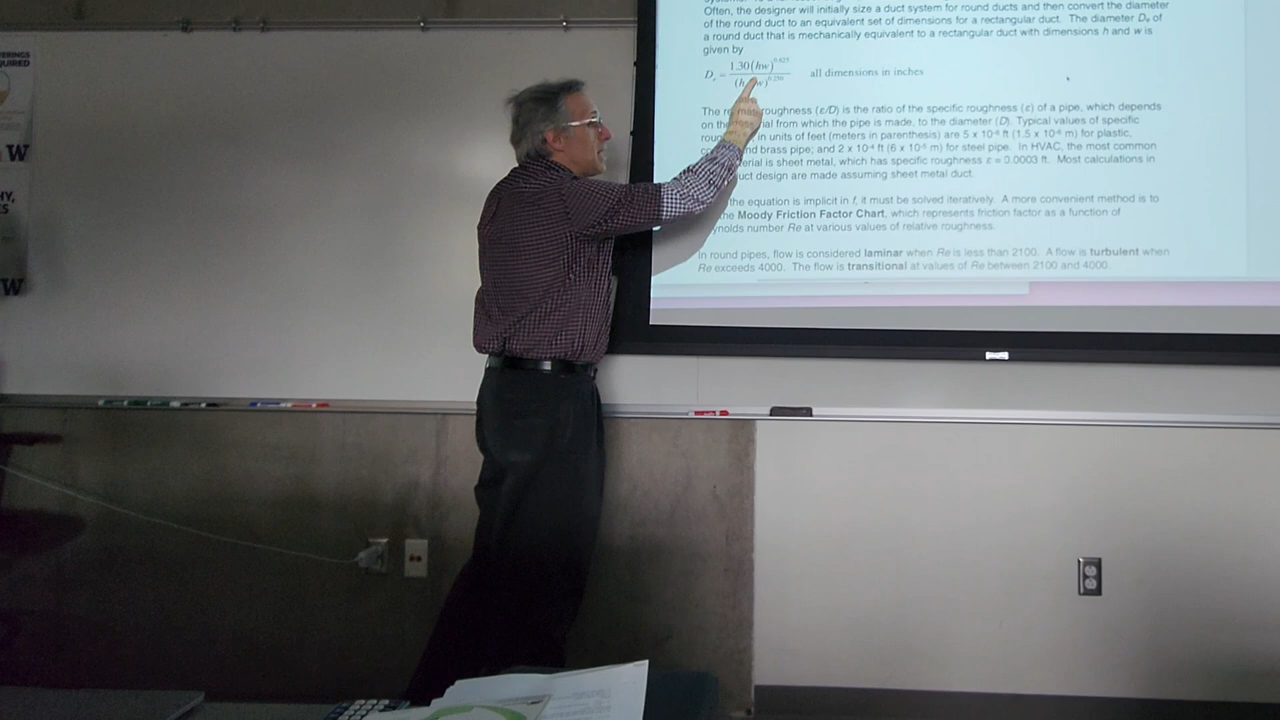 Often, the designer will initially size a duct system for round ducts and then convert the diameter
of the round duct to an equivalent set of dimensions for a rectangular duct. The diameter Dₑ of
a round duct that is mechanically equivalent to a rectangular duct with dimensions h and w is
given by
Dₑ = 1.30(hw)^0.625 / (h w)^0.250 all dimensions in inches
The roughness (ε/D) is the ratio of the specific roughness (ε) of a pipe, which depends
on the from which the pipe is made, to the diameter (D). Typical values of specific
in units of feet (meters in parenthesis) are 5 x 10⁻⁶ ft (1.5 x 10⁻⁶ m) for plastic,
nd brass pipe; and 2 x 10⁻⁴ ft (6 x 10⁻⁵ m) for steel pipe. In HVAC, the most common
erial is sheet metal, which has specific roughness ε = 0.0003 ft. Most calculations in
uct design are made assuming sheet metal duct.
the equation is implicit in f, it must be solved iteratively. A more convenient method is to
he Moody Friction Factor Chart, which represents friction factor as a function of
ynolds number Re at various values of relative roughness.
In round pipes, flow is considered laminar when Re is less than 2100. A flow is turbulent when
Re exceeds 4000. The flow is transitional at values of Re between 2100 and 4000.
ERINGS
UIRED
W
W